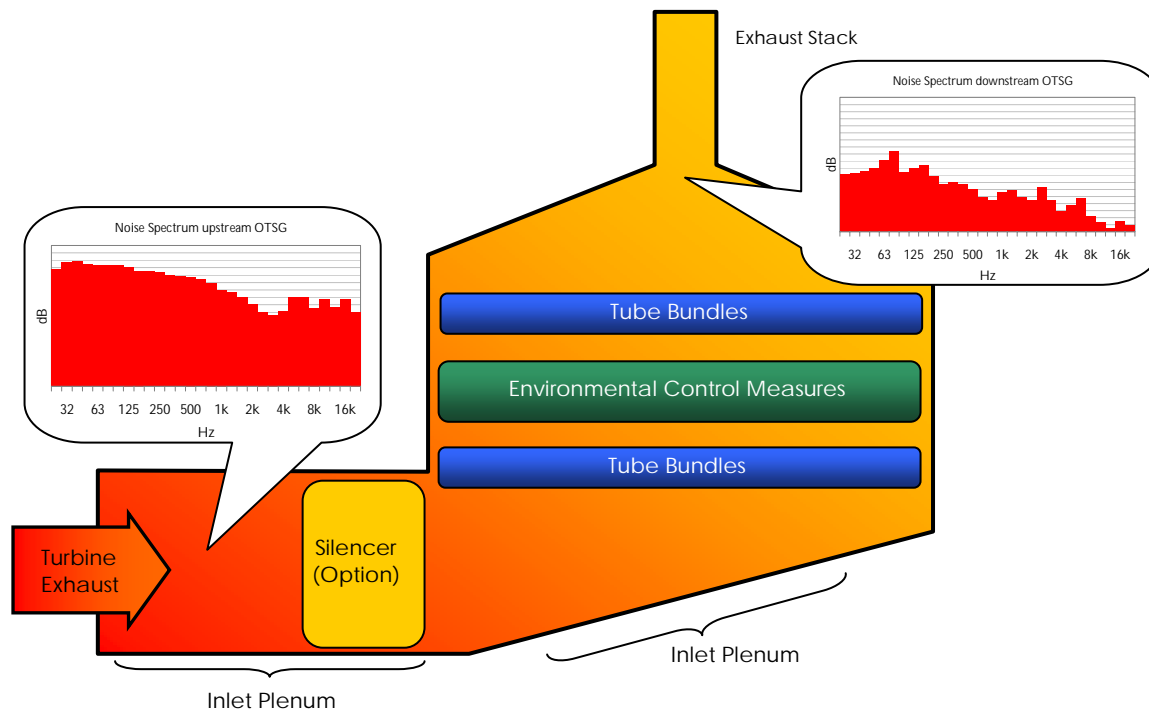 Exhaust Stack
Noise Spectrum downstream OTSG
dB
32 63 125 250 500 1k 2k 4k 8k 16k
Hz
Noise Spectrum upstream OTSG
dB
32 63 125 250 500 1k 2k 4k 8k 16k
Hz
Tube Bundles
Environmental Control Measures
Tube Bundles
Turbine
Exhaust
Silencer
(Option)
Inlet Plenum
Inlet Plenum